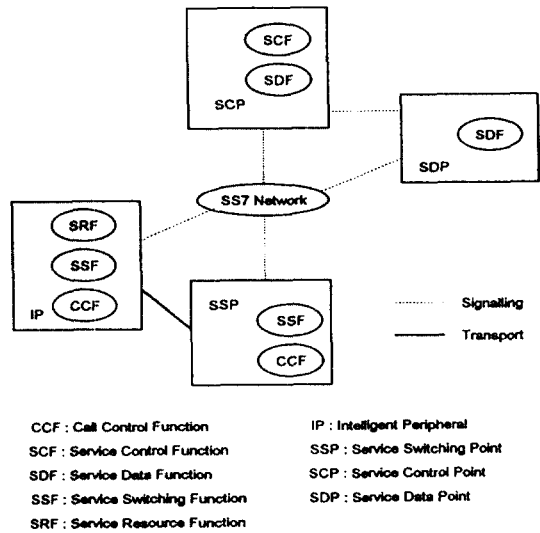 SCF
SDF
SCP
SDF
SDP
SS7 Network
SRF
SSF
CCF
IP
SSP
SSF
CCF
Signalling
Transport
CCF : Call Control Function
SCF : Service Control Function
SDF : Service Data Function
SSF : Service Switching Function
SRF : Service Resource Function
IP : Intelligent Peripheral
SSP : Service Switching Point
SCP : Service Control Point
SDP : Service Data Point